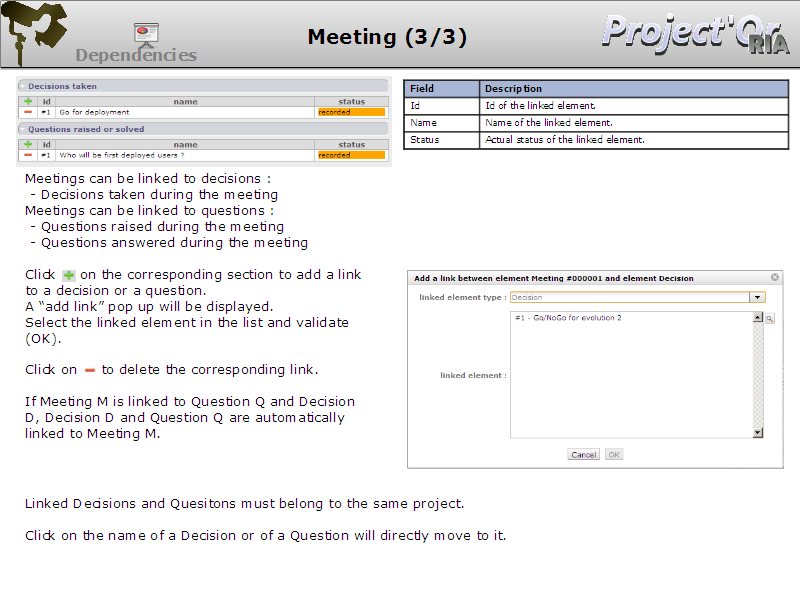 Meeting (3/3)
Project'Or
RIA
Dependencies
Decisions taken
id name status
#1 Go for deployment recorded
Questions raised or solved
id name status
#1 Who will be first deployed users ? recorded
Field Description
Id Id of the linked element.
Name Name of the linked element.
Status Actual status of the linked element.
Meetings can be linked to decisions :
- Decisions taken during the meeting
Meetings can be linked to questions :
- Questions raised during the meeting
- Questions answered during the meeting
Click on the corresponding section to add a link
to a decision or a question.
A “add link” pop up will be displayed.
Select the linked element in the list and validate
(OK).
Click on to delete the corresponding link.
If Meeting M is linked to Question Q and Decision
D, Decision D and Question Q are automatically
linked to Meeting M.
Add a link between element Meeting #000001 and element Decision
linked element type : Decision
#1 - Go/NoGo for evolution 2
linked element :
Cancel OK
Linked Decisions and Quesitons must belong to the same project.
Click on the name of a Decision or of a Question will directly move to it.